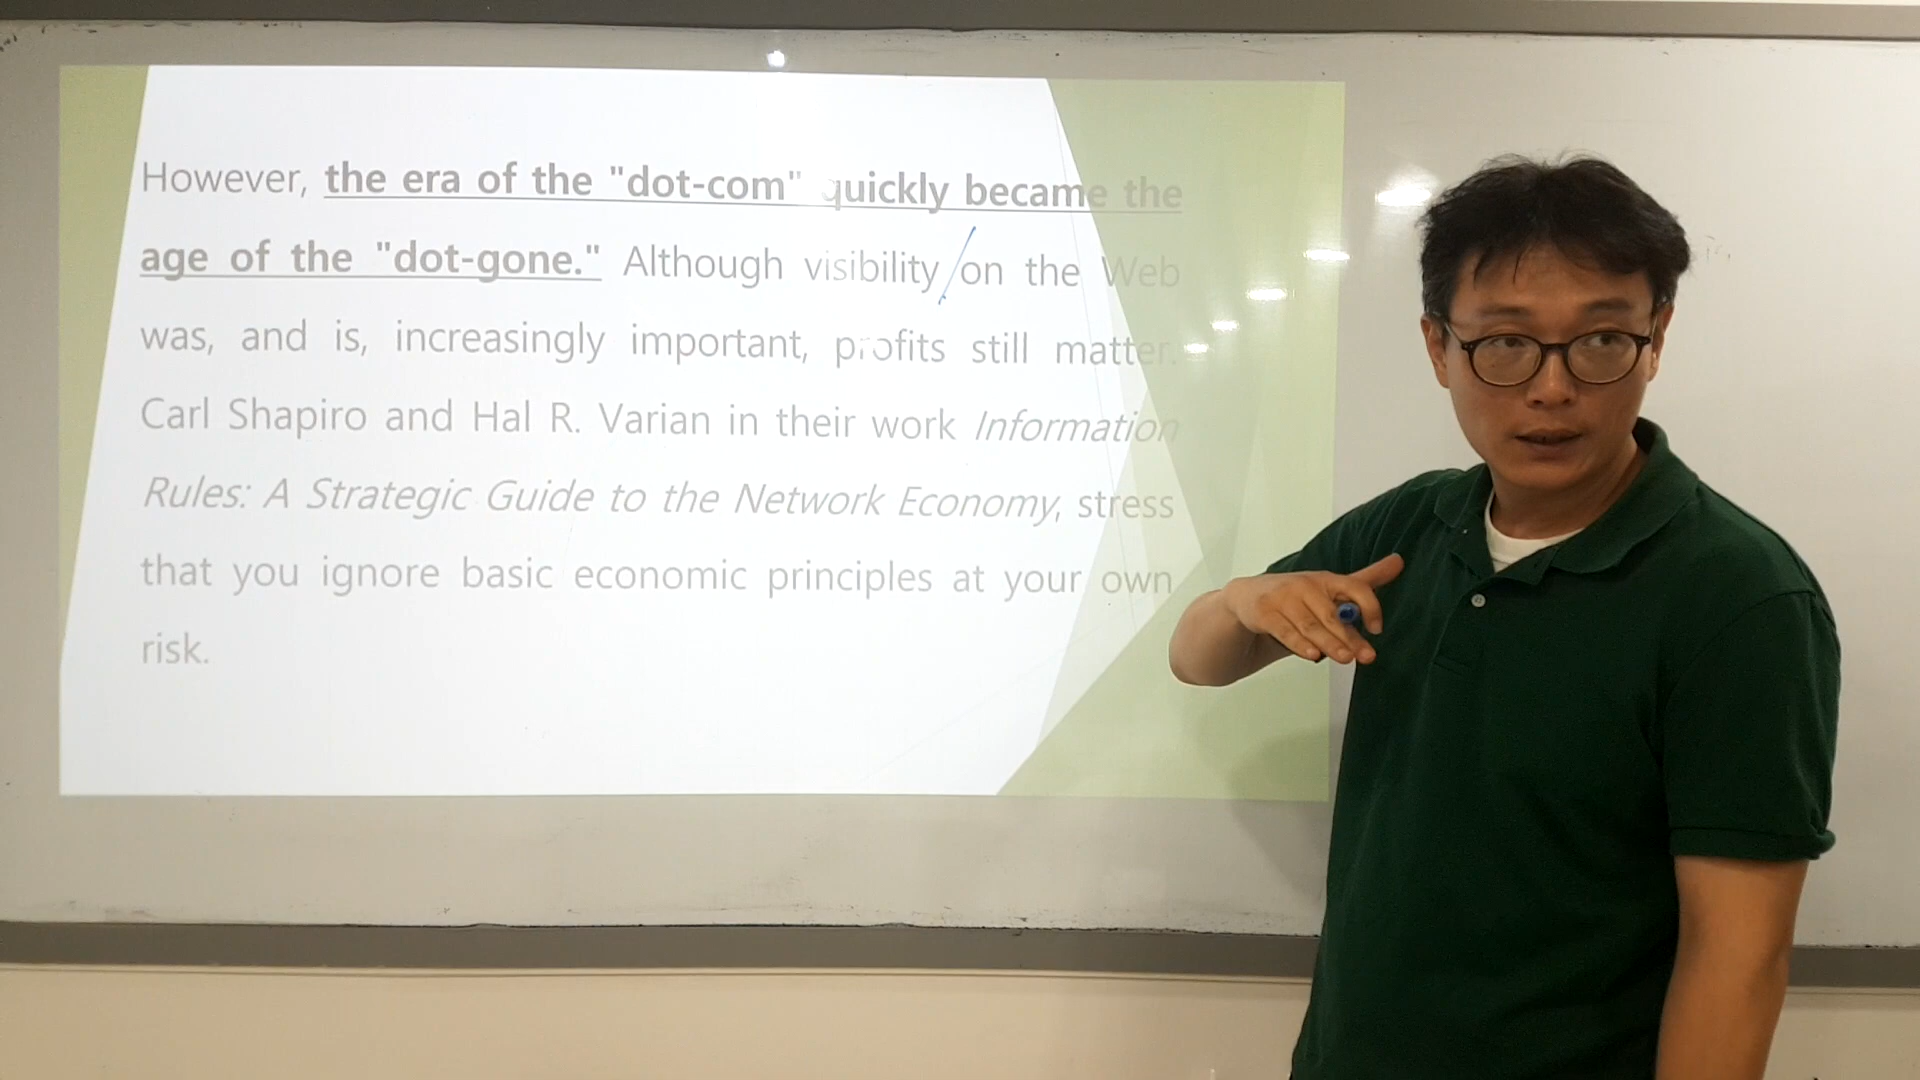 However, the era of the "dot-com" quickly became the
age of the "dot-gone." Although visibility on the Web
was, and is, increasingly important, profits still matter.
Carl Shapiro and Hal R. Varian in their work Information
Rules: A Strategic Guide to the Network Economy, stress
that you ignore basic economic principles at your own
risk.